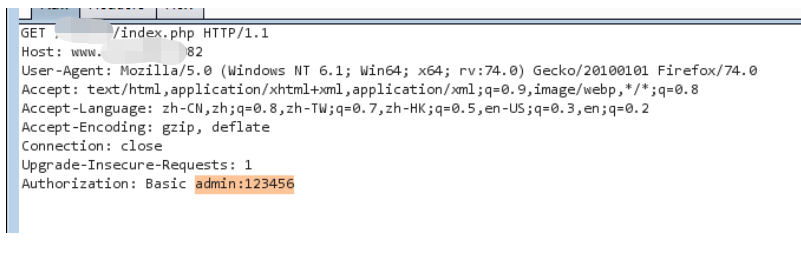 GET /index.php HTTP/1.1
Host: www. 82
User-Agent: Mozilla/5.0 (Windows NT 6.1; Win64; x64; rv:74.0) Gecko/20100101 Firefox/74.0
Accept: text/html,application/xhtml+xml,application/xml;q=0.9,image/webp,*/*;q=0.8
Accept-Language: zh-CN,zh;q=0.8,zh-TW;q=0.7,zh-HK;q=0.5,en-US;q=0.3,en;q=0.2
Accept-Encoding: gzip, deflate
Connection: close
Upgrade-Insecure-Requests: 1
Authorization: Basic admin:123456